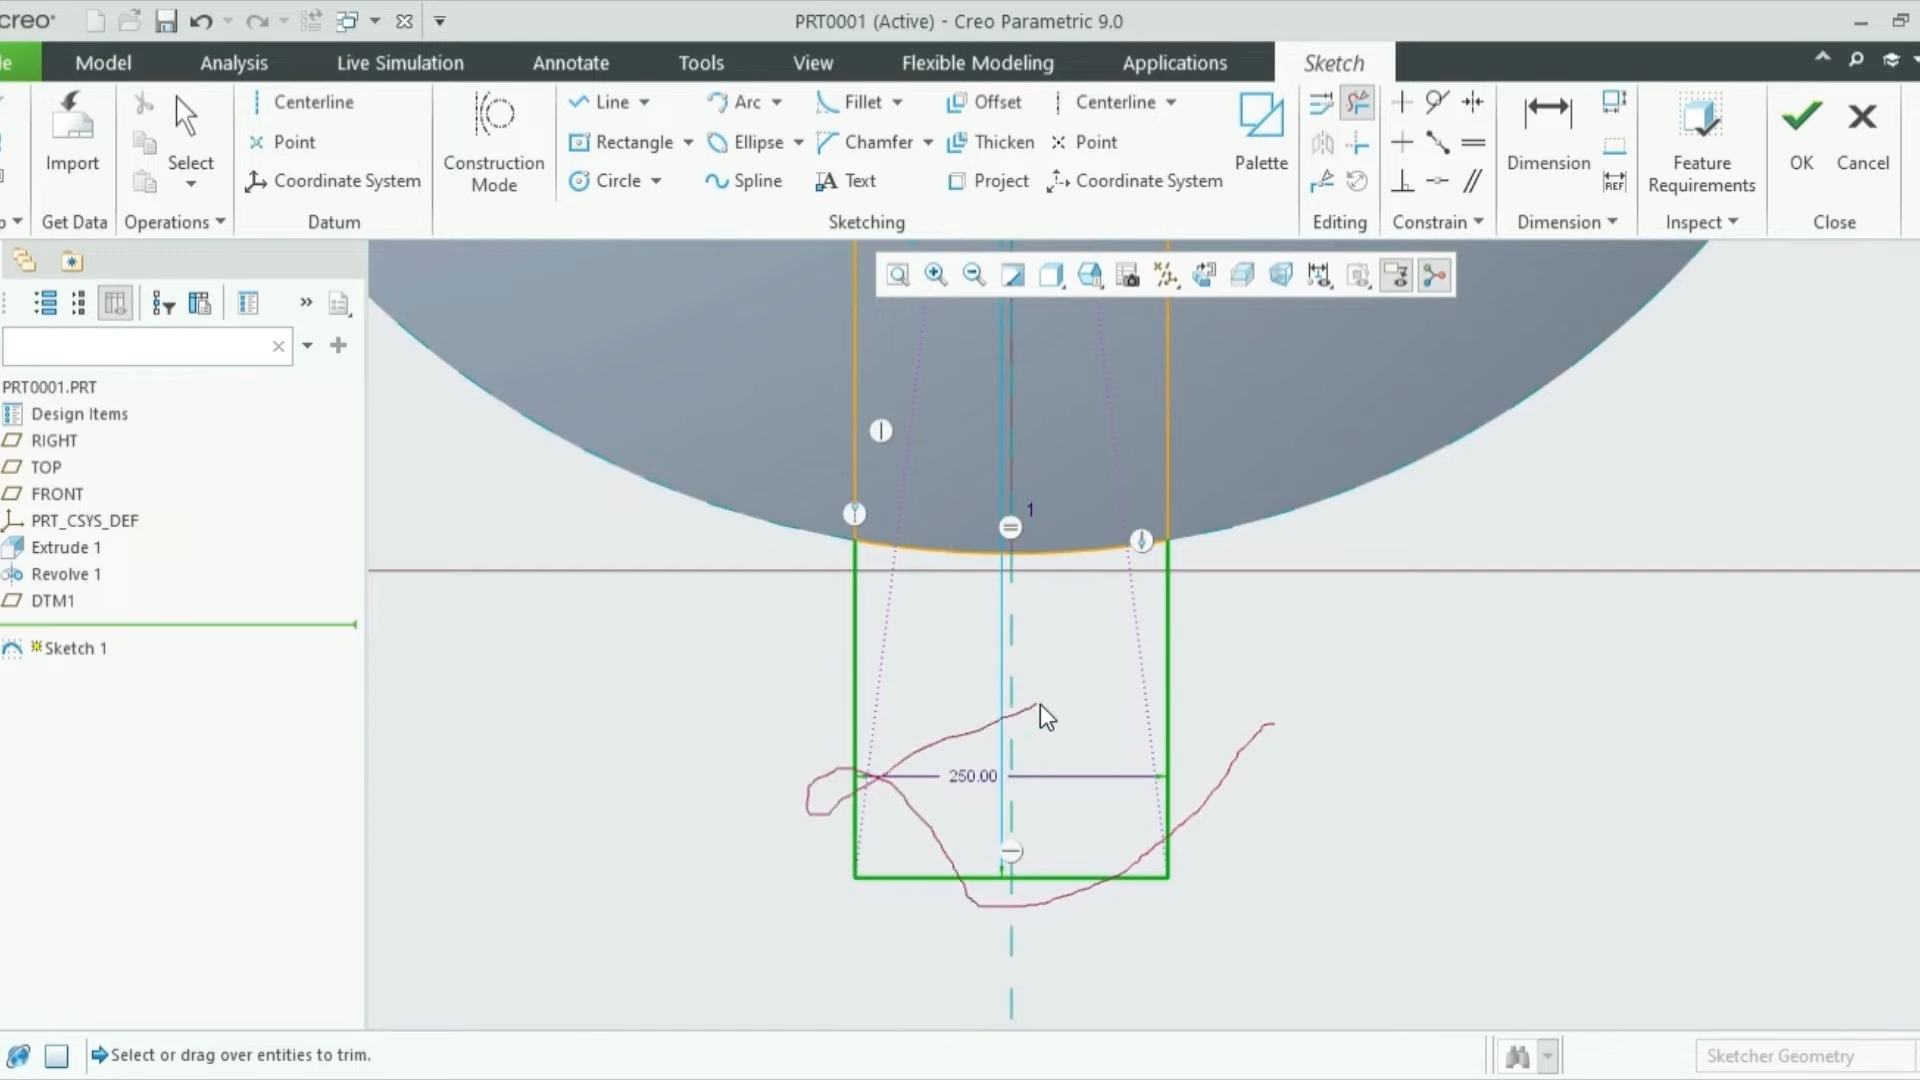 creo
PRT0001 (Active) - Creo Parametric 9.0
Model Analysis Live Simulation Annotate Tools View Flexible Modeling Applications Sketch
Import
Get Data
Select
Operations
Centerline
Point
Coordinate System
Datum
Construction
Mode
Line Arc Fillet Offset Centerline
Rectangle Ellipse Chamfer Thicken Point
Circle Spline Text Project Coordinate System
Palette
Sketching
Editing
Constrain
Dimension
REF
Dimension
Feature
Requirements
Inspect
OK Cancel
Close
PRT0001.PRT
Design Items
RIGHT
TOP
FRONT
PRT_CSYS_DEF
Extrude 1
Revolve 1
DTM1
Sketch 1
1
250.00
Select or drag over entities to trim.
Sketcher Geometry